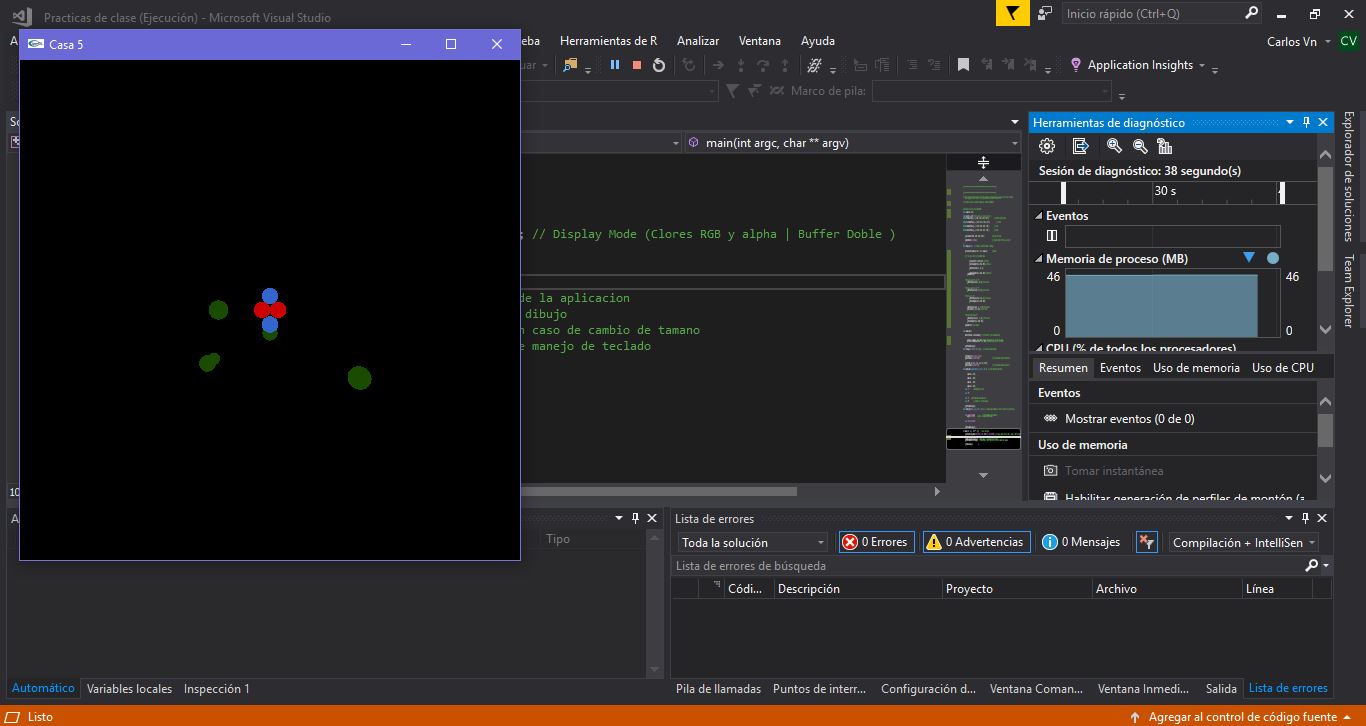 Practicas de clase (Ejecución) - Microsoft Visual Studio
Inicio rápido (Ctrl+Q)
Casa 5
eba Herramientas de R Analizar Ventana Ayuda
Carlos Vn CV
uar
Application Insights
Marco de pila:
main(int argc, char ** argv)
; // Display Mode (Clores RGB y alpha | Buffer Doble )
de la aplicacion
dibujo
n caso de cambio de tamano
e manejo de teclado
10
Herramientas de diagnóstico
Sesión de diagnóstico: 38 segundo(s)
30 s
Eventos
Memoria de proceso (MB)
46 46
0 0
CPU (% de todos los procesadores)
Resumen Eventos Uso de memoria Uso de CPU
Eventos
Mostrar eventos (0 de 0)
Uso de memoria
Tomar instantánea
Habilitar generación de perfiles de montón (a
Explorador de soluciones
Team Explorer
Tipo
Automático Variables locales Inspección 1
Lista de errores
Toda la solución 0 Errores 0 Advertencias 0 Mensajes Compilación + IntelliSen
Lista de errores de búsqueda
Códi... Descripción Proyecto Archivo Línea
Pila de llamadas Puntos de interr... Configuración d... Ventana Coman... Ventana Inmedi... Salida Lista de errores
Listo
Agregar al control de código fuente